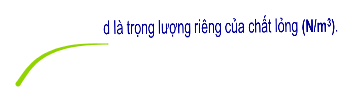 d là trọng lượng riêng của chất lỏng (N/m³).